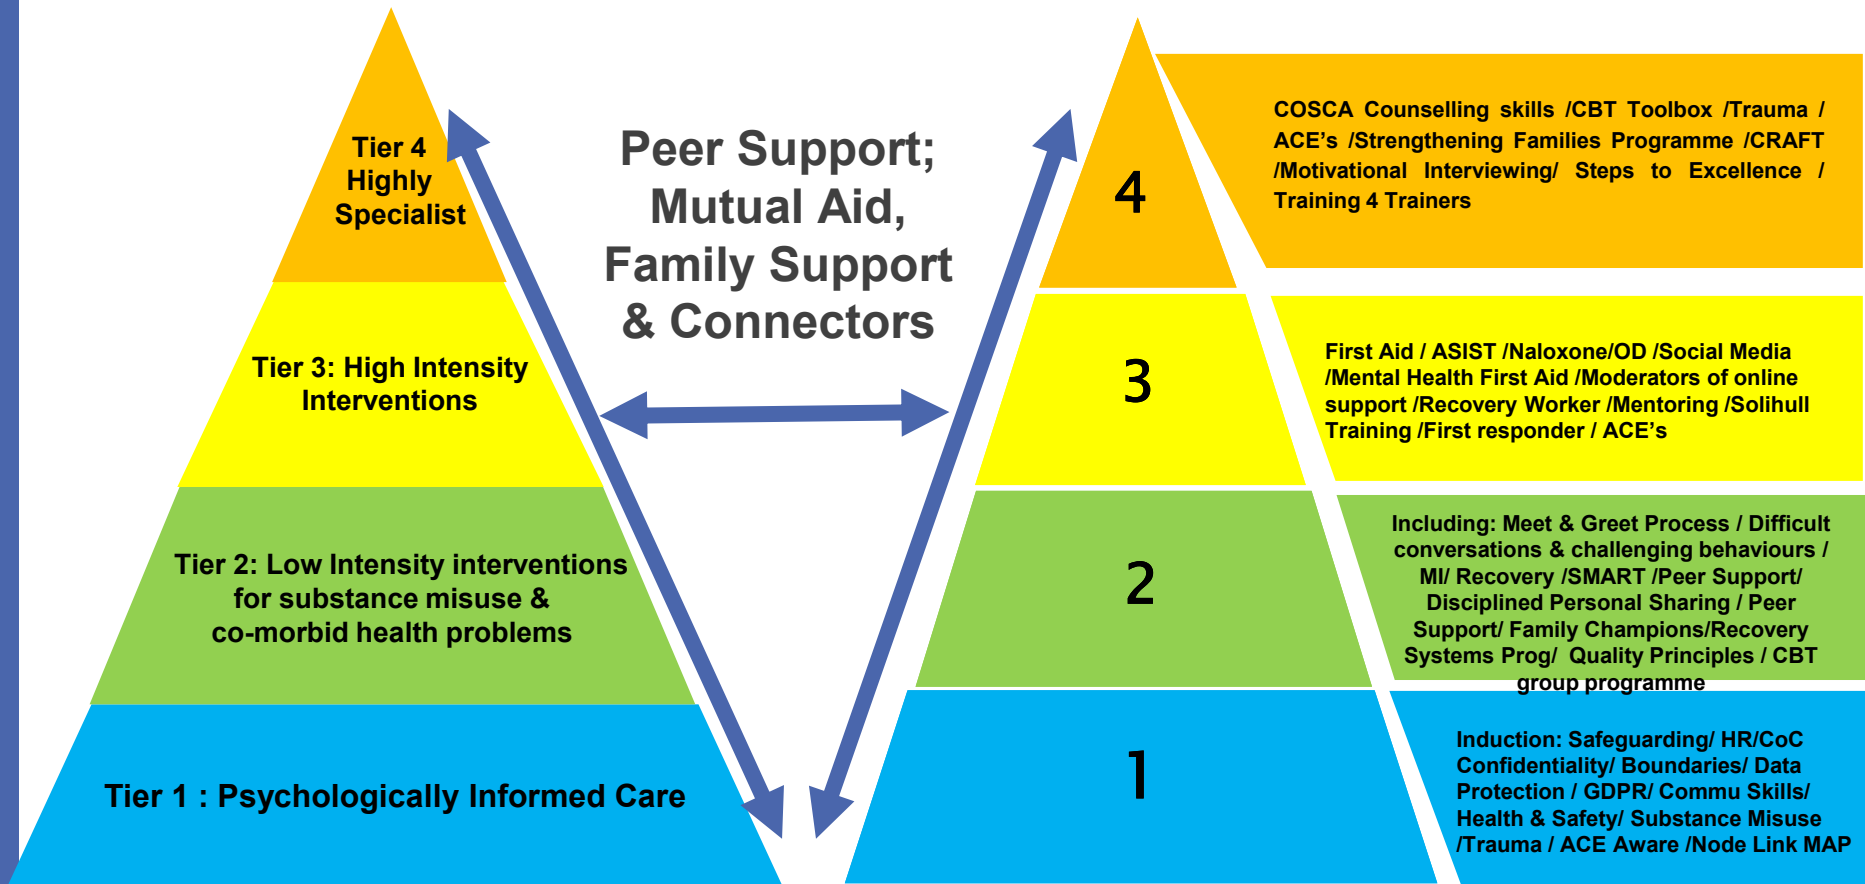 Tier 4
Highly
Specialist
Tier 3: High Intensity
Interventions
Tier 2: Low Intensity interventions
for substance misuse &
co-morbid health problems
Tier 1 : Psychologically Informed Care
Peer Support;
Mutual Aid,
Family Support
& Connectors
4
3
2
1
COSCA Counselling skills /CBT Toolbox /Trauma /
ACE’s /Strengthening Families Programme /CRAFT
/Motivational Interviewing/ Steps to Excellence /
Training 4 Trainers
First Aid / ASIST /Naloxone/OD /Social Media
/Mental Health First Aid /Moderators of online
support /Recovery Worker /Mentoring /Solihull
Training /First responder / ACE’s
Including: Meet & Greet Process / Difficult
conversations & challenging behaviours /
MI/ Recovery /SMART /Peer Support/
Disciplined Personal Sharing / Peer
Support/ Family Champions/Recovery
Systems Prog/ Quality Principles / CBT
group programme
Induction: Safeguarding/ HR/CoC
Confidentiality/ Boundaries/ Data
Protection / GDPR/ Commu Skills/
Health & Safety/ Substance Misuse
/Trauma / ACE Aware /Node Link MAP